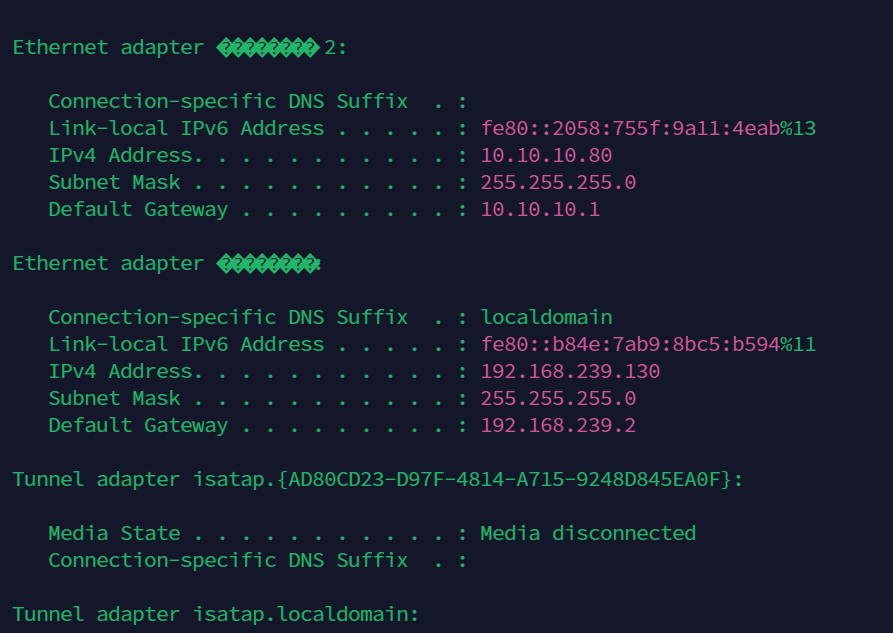 Ethernet adapter ��������� 2:
Connection-specific DNS Suffix  . :
Link-local IPv6 Address . . . . . : fe80::2058:755f:9a11:4eab%13
IPv4 Address. . . . . . . . . . . : 10.10.10.80
Subnet Mask . . . . . . . . . . . : 255.255.255.0
Default Gateway . . . . . . . . . : 10.10.10.1
Ethernet adapter ���������:
Connection-specific DNS Suffix  . : localdomain
Link-local IPv6 Address . . . . . : fe80::b84e:7ab9:8bc5:b594%11
IPv4 Address. . . . . . . . . . . : 192.168.239.130
Subnet Mask . . . . . . . . . . . : 255.255.255.0
Default Gateway . . . . . . . . . : 192.168.239.2
Tunnel adapter isatap.{AD80CD23-D97F-4814-A715-9248D845EA0F}:
Media State . . . . . . . . . . . : Media disconnected
Connection-specific DNS Suffix  . :
Tunnel adapter isatap.localdomain: